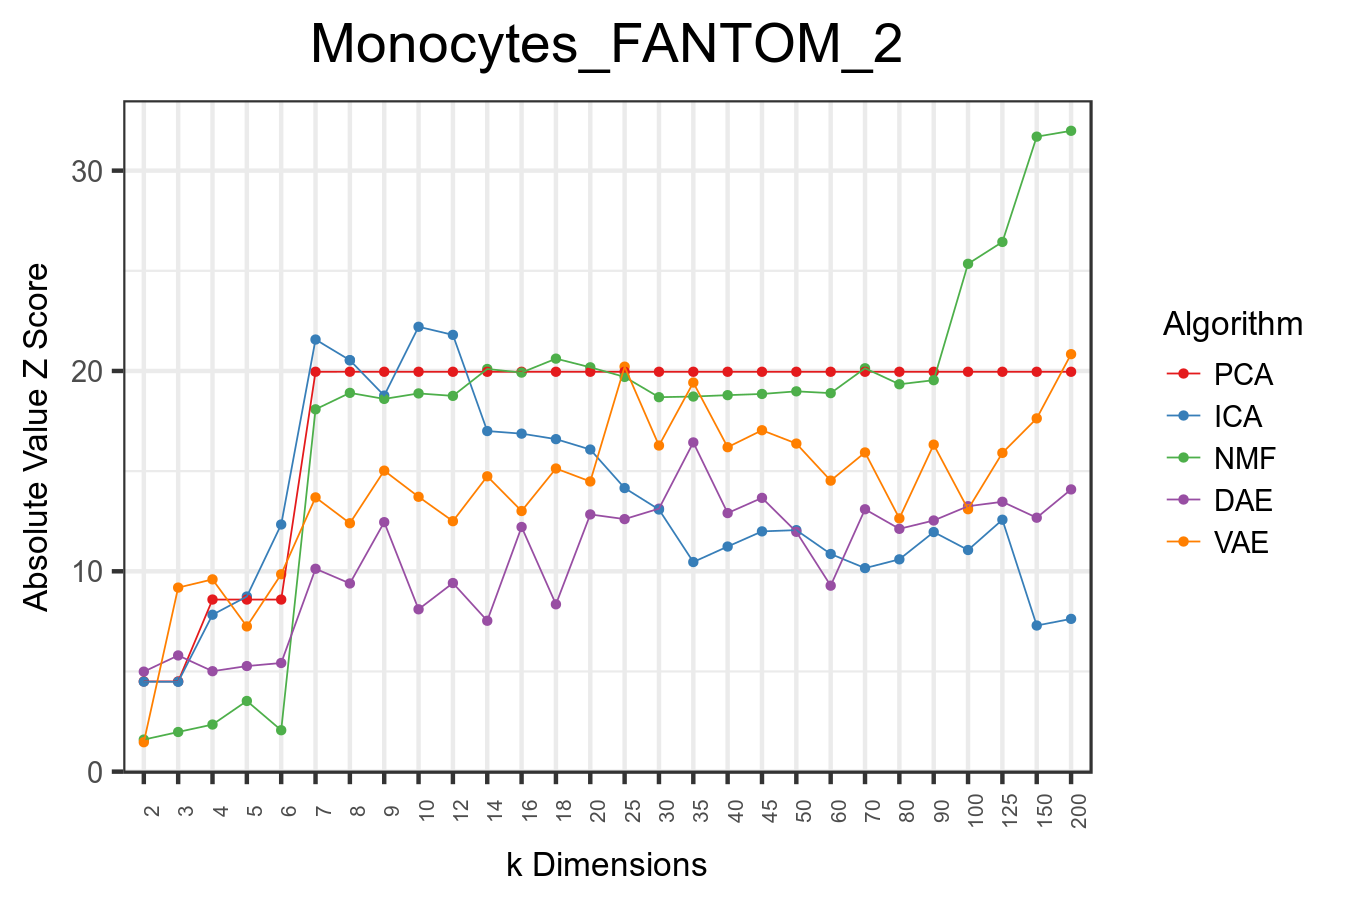 Monocytes_FANTOM_2
Absolute Value Z Score
30
20
10
0
2 3 4 5 6 7 8 9 10 12 14 16 18 20 25 30 35 40 45 50 60 70 80 90 100 125 150 200
k Dimensions
Algorithm
PCA
ICA
NMF
DAE
VAE